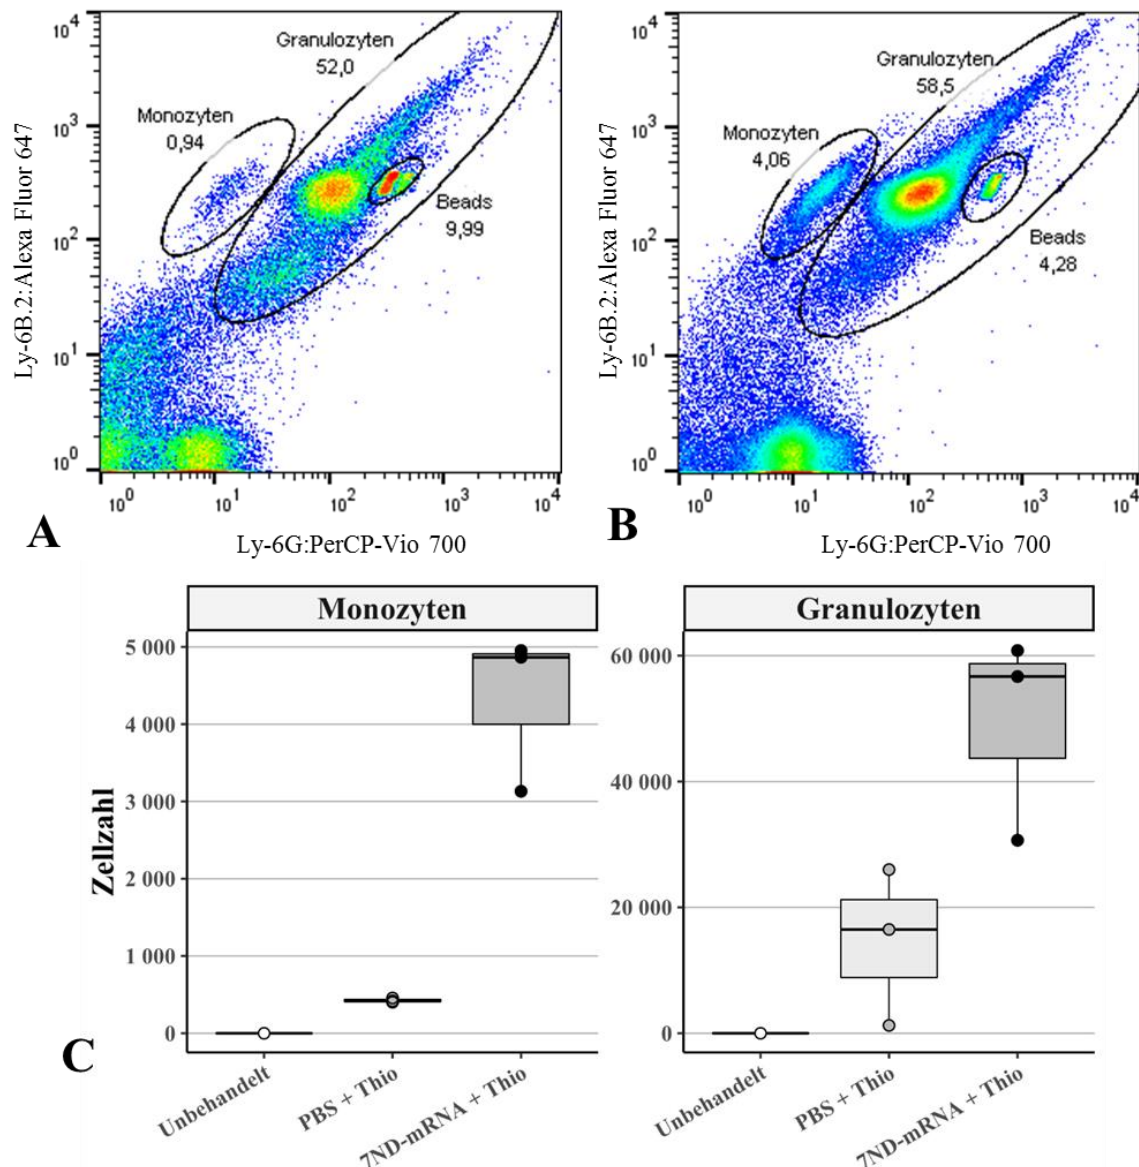 Ly-6B.2:Alexa Fluor 647
10^4
10^3
10^2
10^1
10^0
Granulozyten
52,0
Monozyten
0,94
Beads
9,99
10^0
10^1
10^2
10^3
10^4
A
Ly-6G:PerCP-Vio 700
Ly-6B.2:Alexa Fluor 647
10^4
10^3
10^2
10^1
10^0
Granulozyten
58,5
Monozyten
4,06
Beads
4,28
10^0
10^1
10^2
10^3
10^4
B
Ly-6G:PerCP-Vio 700
Zellzahl
Monozyten
5 000
4 000
3 000
2 000
1 000
0
Unbehandelt
PBS + Thio
7ND-mRNA + Thio
Granulozyten
60 000
40 000
20 000
0
Unbehandelt
PBS + Thio
7ND-mRNA + Thio
C